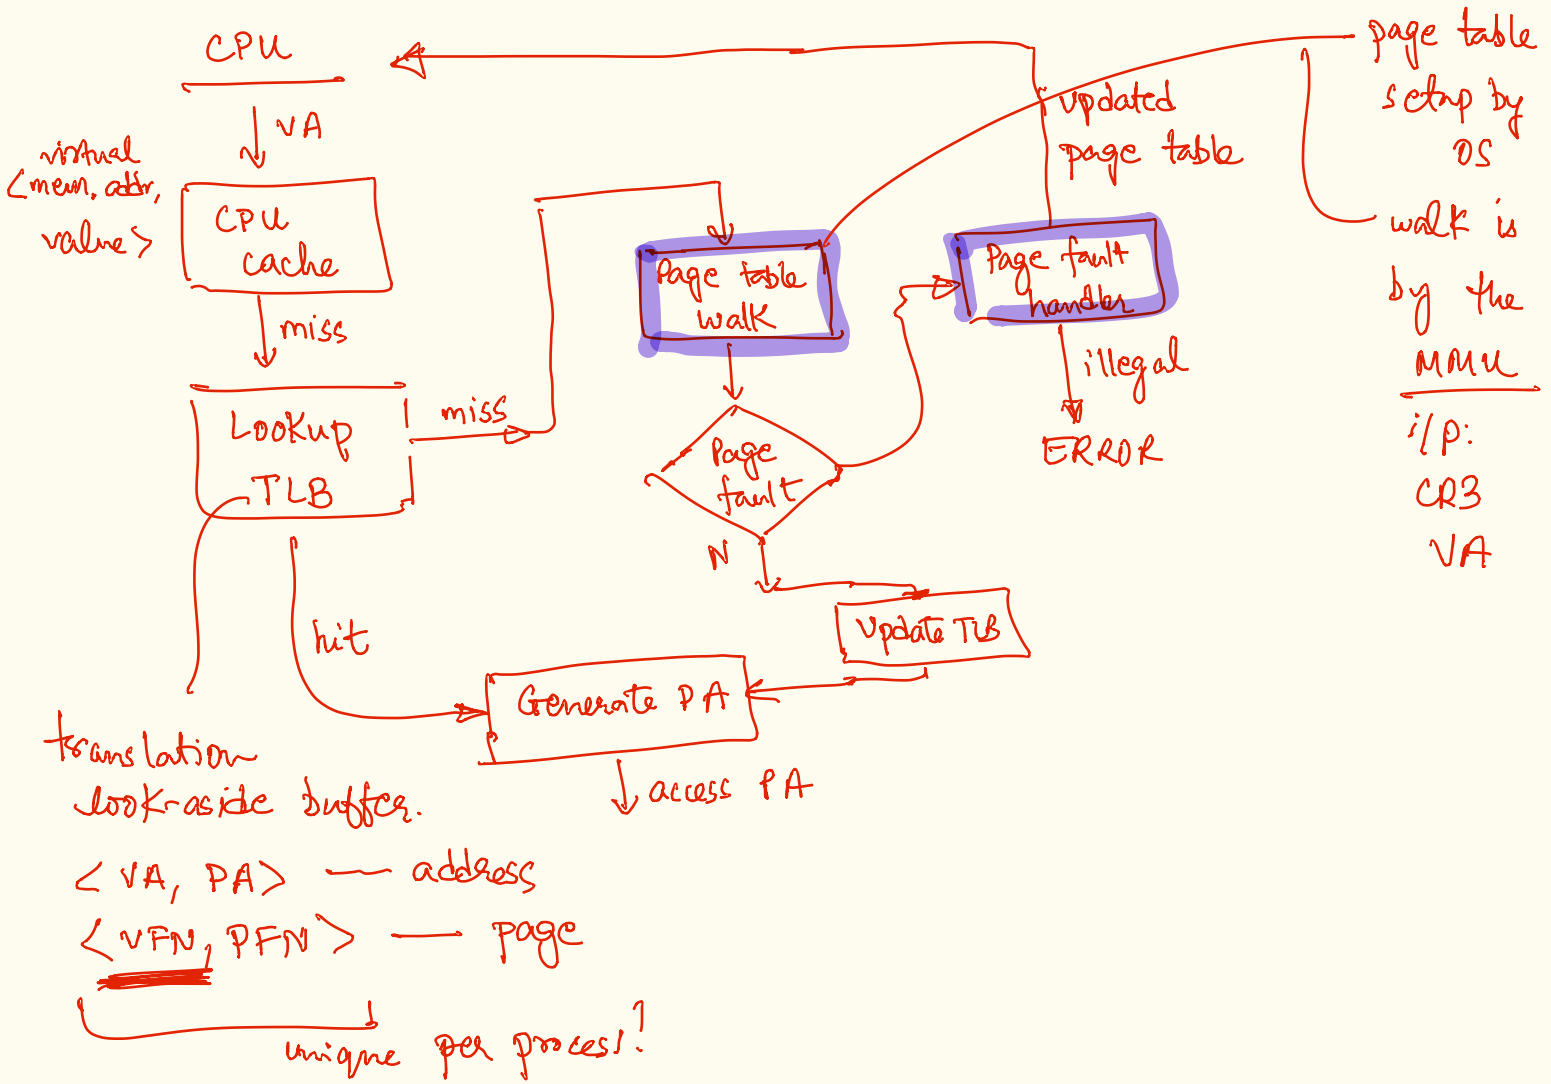 CPU
VA
virtual
<mem. addr,
value>
CPU
cache
miss
Lookup
TLB
miss
hit
Page table
walk
Page
fault
N
Update TLB
Generate PA
access PA
Page fault
handler
updated
page table
illegal
ERROR
page table
setup by
OS
walk is
by the
MMU
i/p:
CR3
VA
translation
look-aside buffer.
<VA, PA> — address
<VFN, PFN> — page
unique per process?